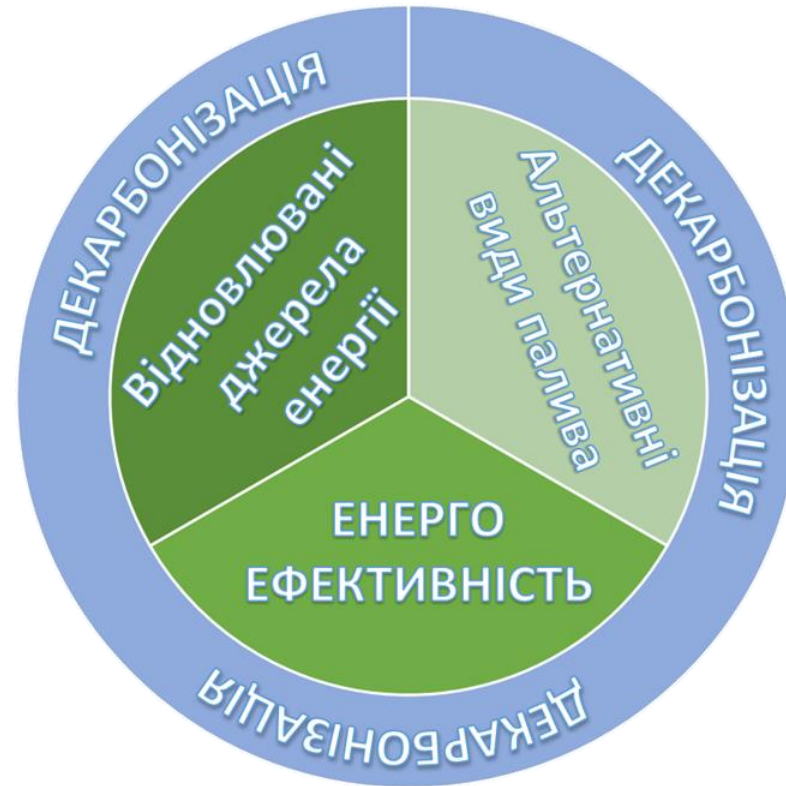 ДЕКАРБОНІЗАЦІЯ
ДЕКАРБОНІЗАЦІЯ
Відновлювані
джерела
енергії
Альтернативні
види палива
ЕНЕРГО
ЕФЕКТИВНІСТЬ
ДЕКАРБОНІЗАЦІЯ